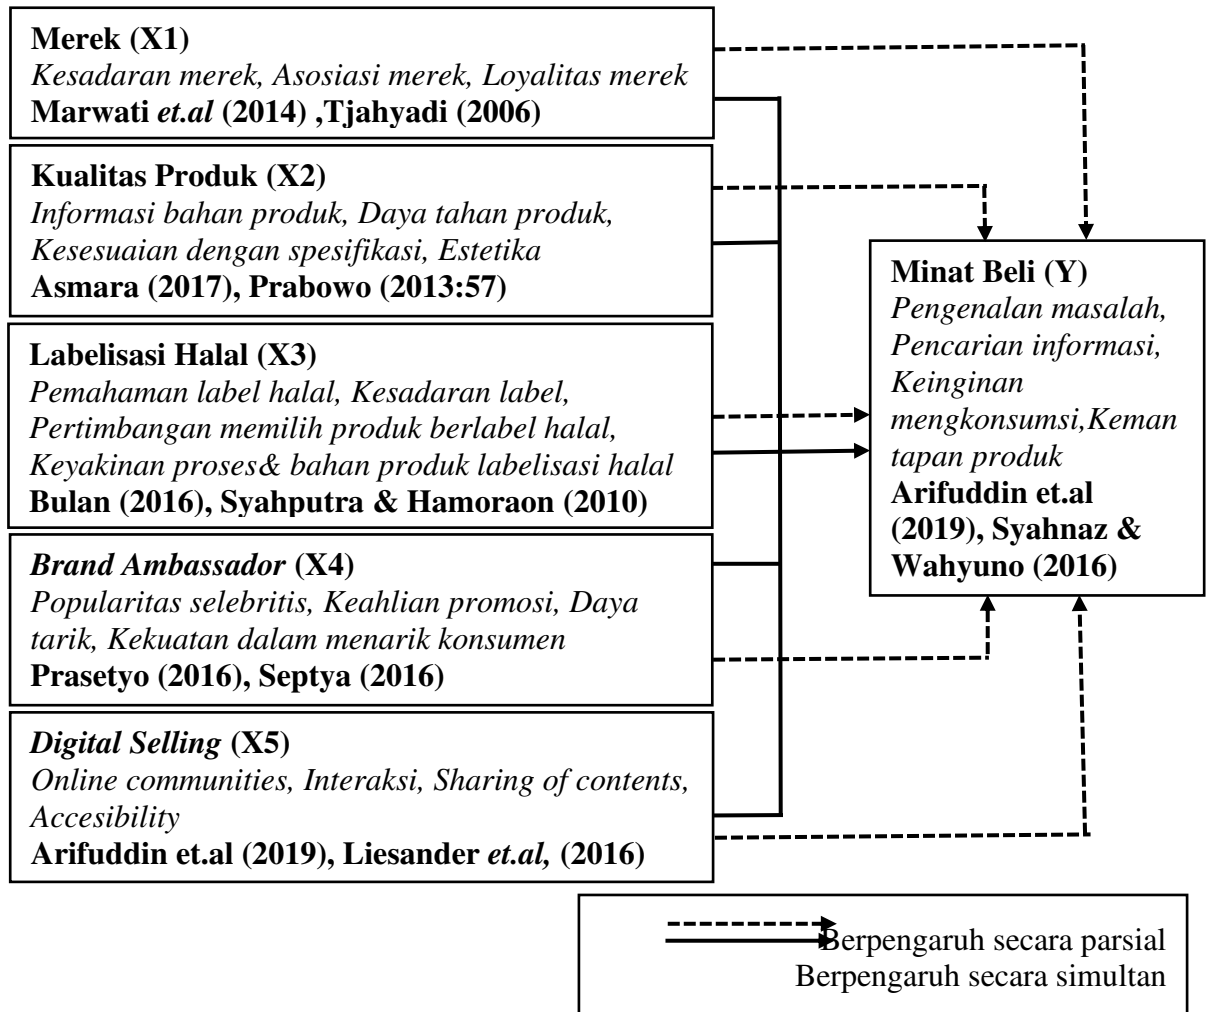 Merek (X1)
Kesadaran merek, Asosiasi merek, Loyalitas merek
Marwati et.al (2014) ,Tjahyadi (2006)
Kualitas Produk (X2)
Informasi bahan produk, Daya tahan produk,
Kesesuaian dengan spesifikasi, Estetika
Asmara (2017), Prabowo (2013:57)
Labelisasi Halal (X3)
Pemahaman label halal, Kesadaran label,
Pertimbangan memilih produk berlabel halal,
Keyakinan proses& bahan produk labelisasi halal
Bulan (2016), Syahputra & Hamoraon (2010)
Brand Ambassador (X4)
Popularitas selebritis, Keahlian promosi, Daya
tarik, Kekuatan dalam menarik konsumen
Prasetyo (2016), Septya (2016)
Digital Selling (X5)
Online communities, Interaksi, Sharing of contents,
Accesibility
Arifuddin et.al (2019), Liesander et.al, (2016)
Minat Beli (Y)
Pengenalan masalah,
Pencarian informasi,
Keinginan
mengkonsumsi,Keman
tapan produk
Arifuddin et.al
(2019), Syahnaz &
Wahyuno (2016)
Berpengaruh secara parsial
Berpengaruh secara simultan